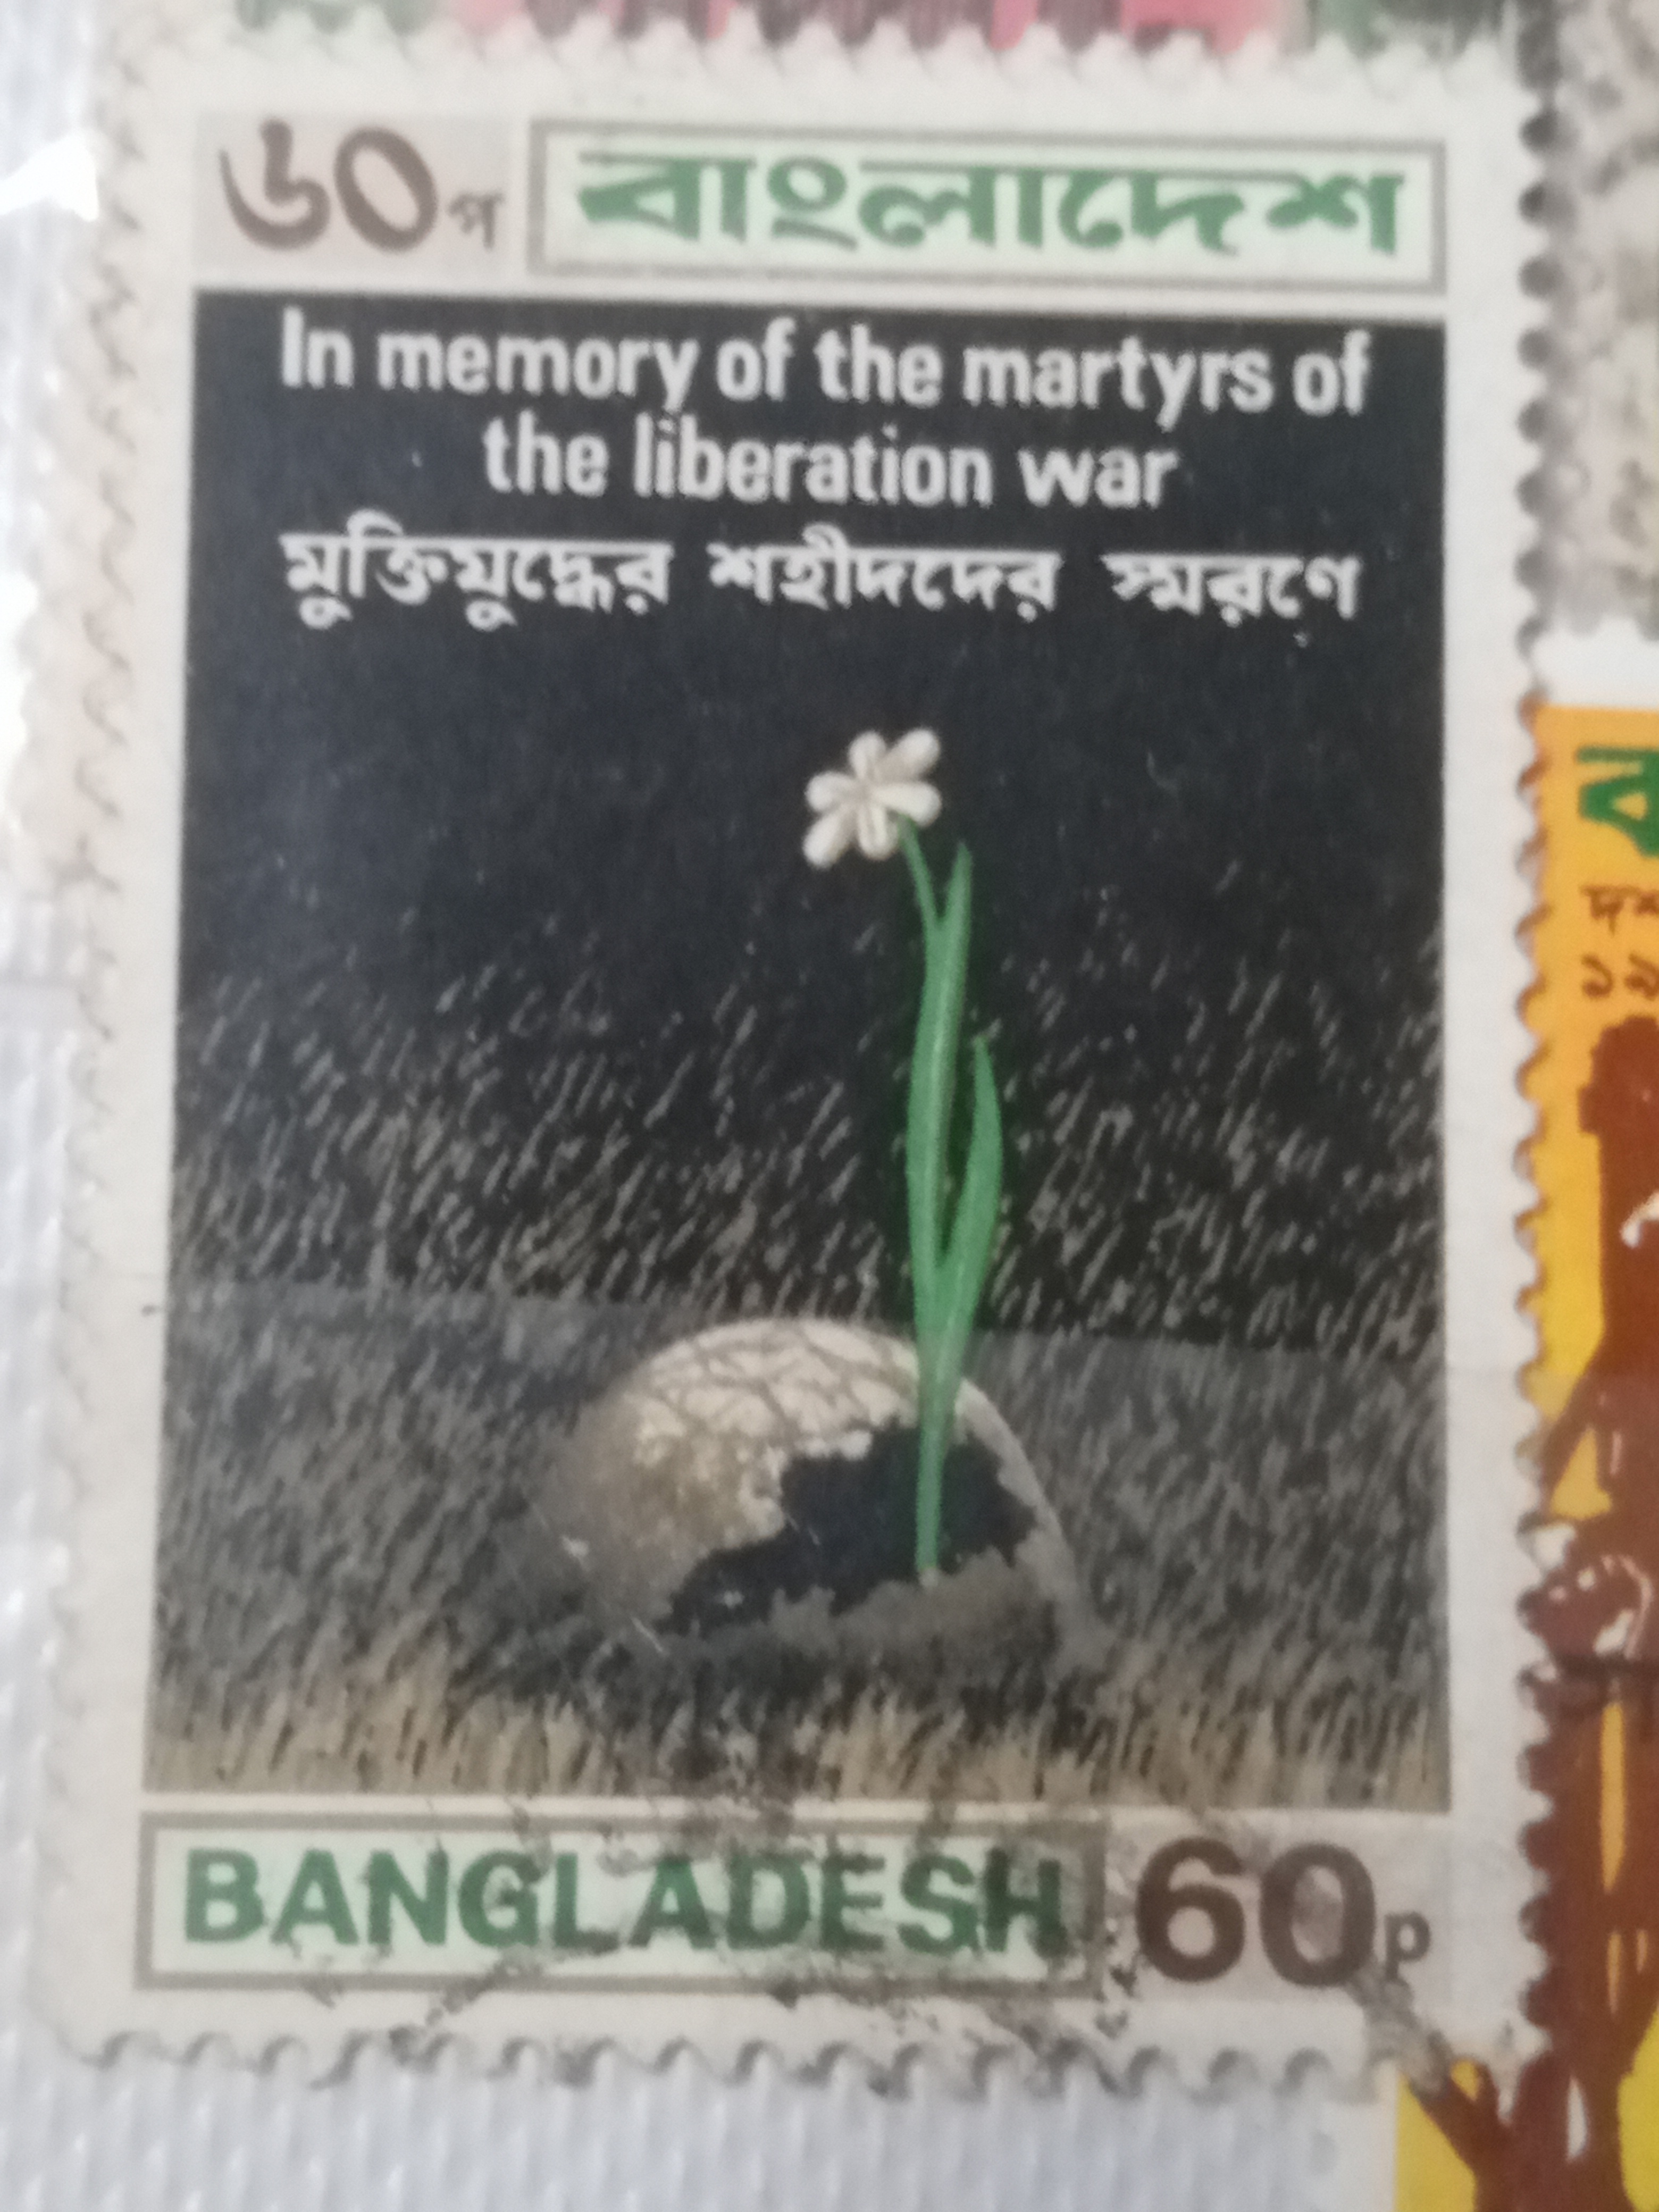 ৬০প বাংলাদেশ
In memory of the martyrs of
the liberation war
মুক্তিযুদ্ধের শহীদদের স্মরণে
BANGLADESH 60p